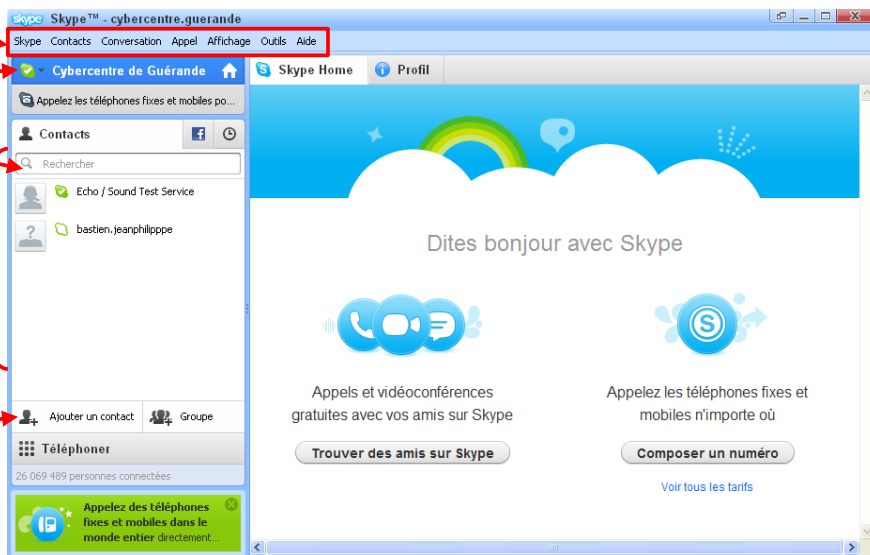 skype Skype™ - cybercentre.guerande
Skype Contacts Conversation Appel Affichage Outils Aide
Cybercentre de Guérande
Skype Home Profil
Appelez les téléphones fixes et mobiles po...
Contacts
Rechercher
Echo / Sound Test Service
bastien.jeanphilipppe
Dites bonjour avec Skype
Appels et vidéoconférences
gratuites avec vos amis sur Skype
Trouver des amis sur Skype
Appelez les téléphones fixes et
mobiles n'importe où
Composer un numéro
Voir tous les tarifs
Ajouter un contact Groupe
Téléphoner
26 069 489 personnes connectées
Appelez des téléphones
fixes et mobiles dans le
monde entier directement...